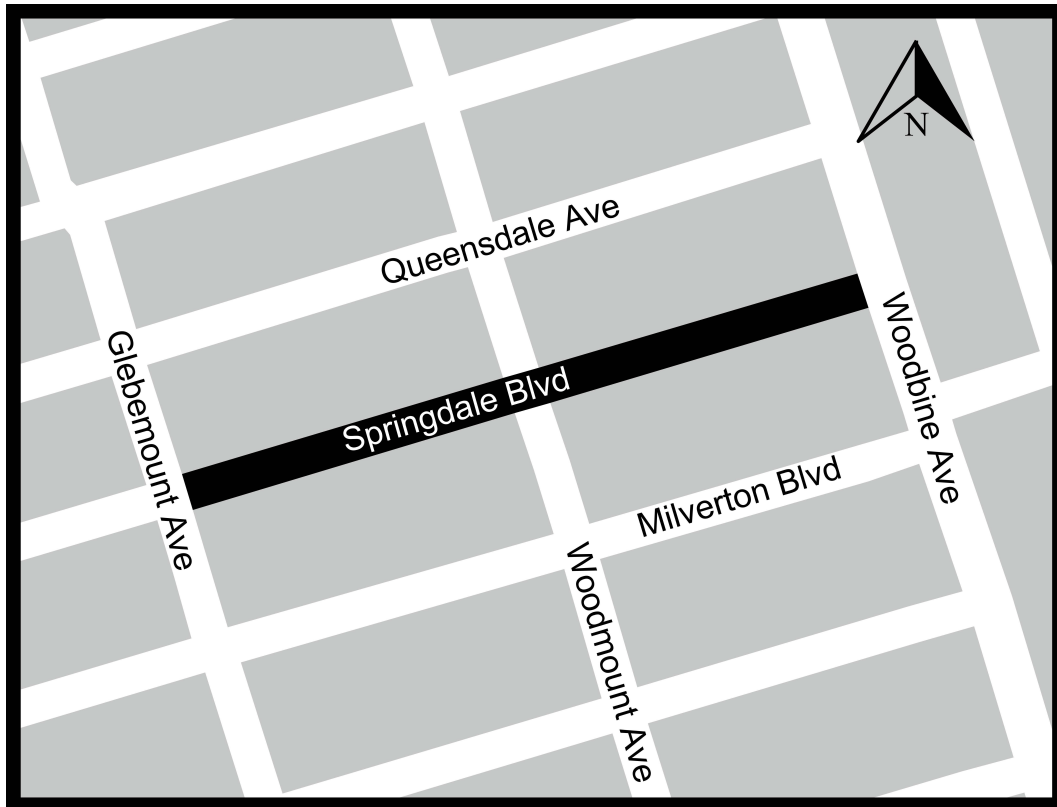 N
Queensdale Ave
Glebemount Ave
Springdale Blvd
Woodbine Ave
Milverton Blvd
Woodmount Ave